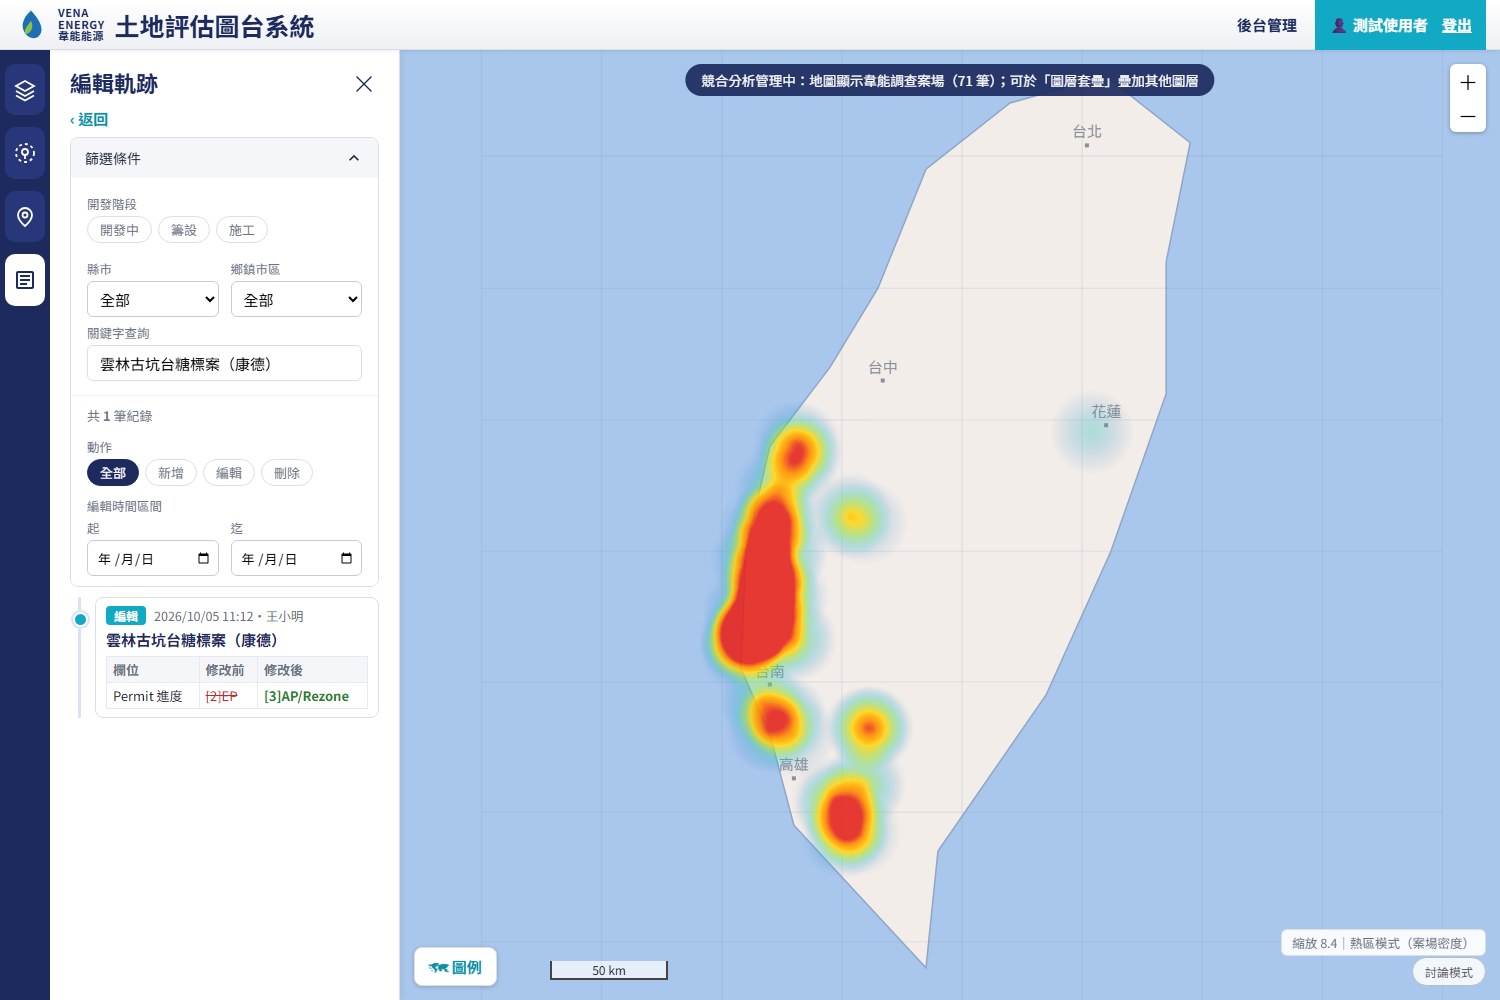 VENA
ENERGY
韋能能源
土地評估圖台系統
後台管理
測試使用者 登出
編輯軌跡
‹ 返回
篩選條件
開發階段
開發中 籌設 施工
縣市 鄉鎮市區
全部 全部
關鍵字查詢
雲林古坑台糖標案（康德）
共 1 筆紀錄
動作
全部 新增 編輯 刪除
編輯時間區間
起 迄
年 /月/日 年 /月/日
編輯 2026/10/05 11:12・王小明
雲林古坑台糖標案（康德）
欄位 修改前 修改後
Permit 進度 [2]EP [3]AP/Rezone
競合分析管理中：地圖顯示韋能調查案場（71 筆）；可於「圖層套疊」疊加其他圖層
＋
－
台北
台中
花蓮
台南
高雄
圖例
50 km
縮放 8.4｜熱區模式（案場密度）
討論模式